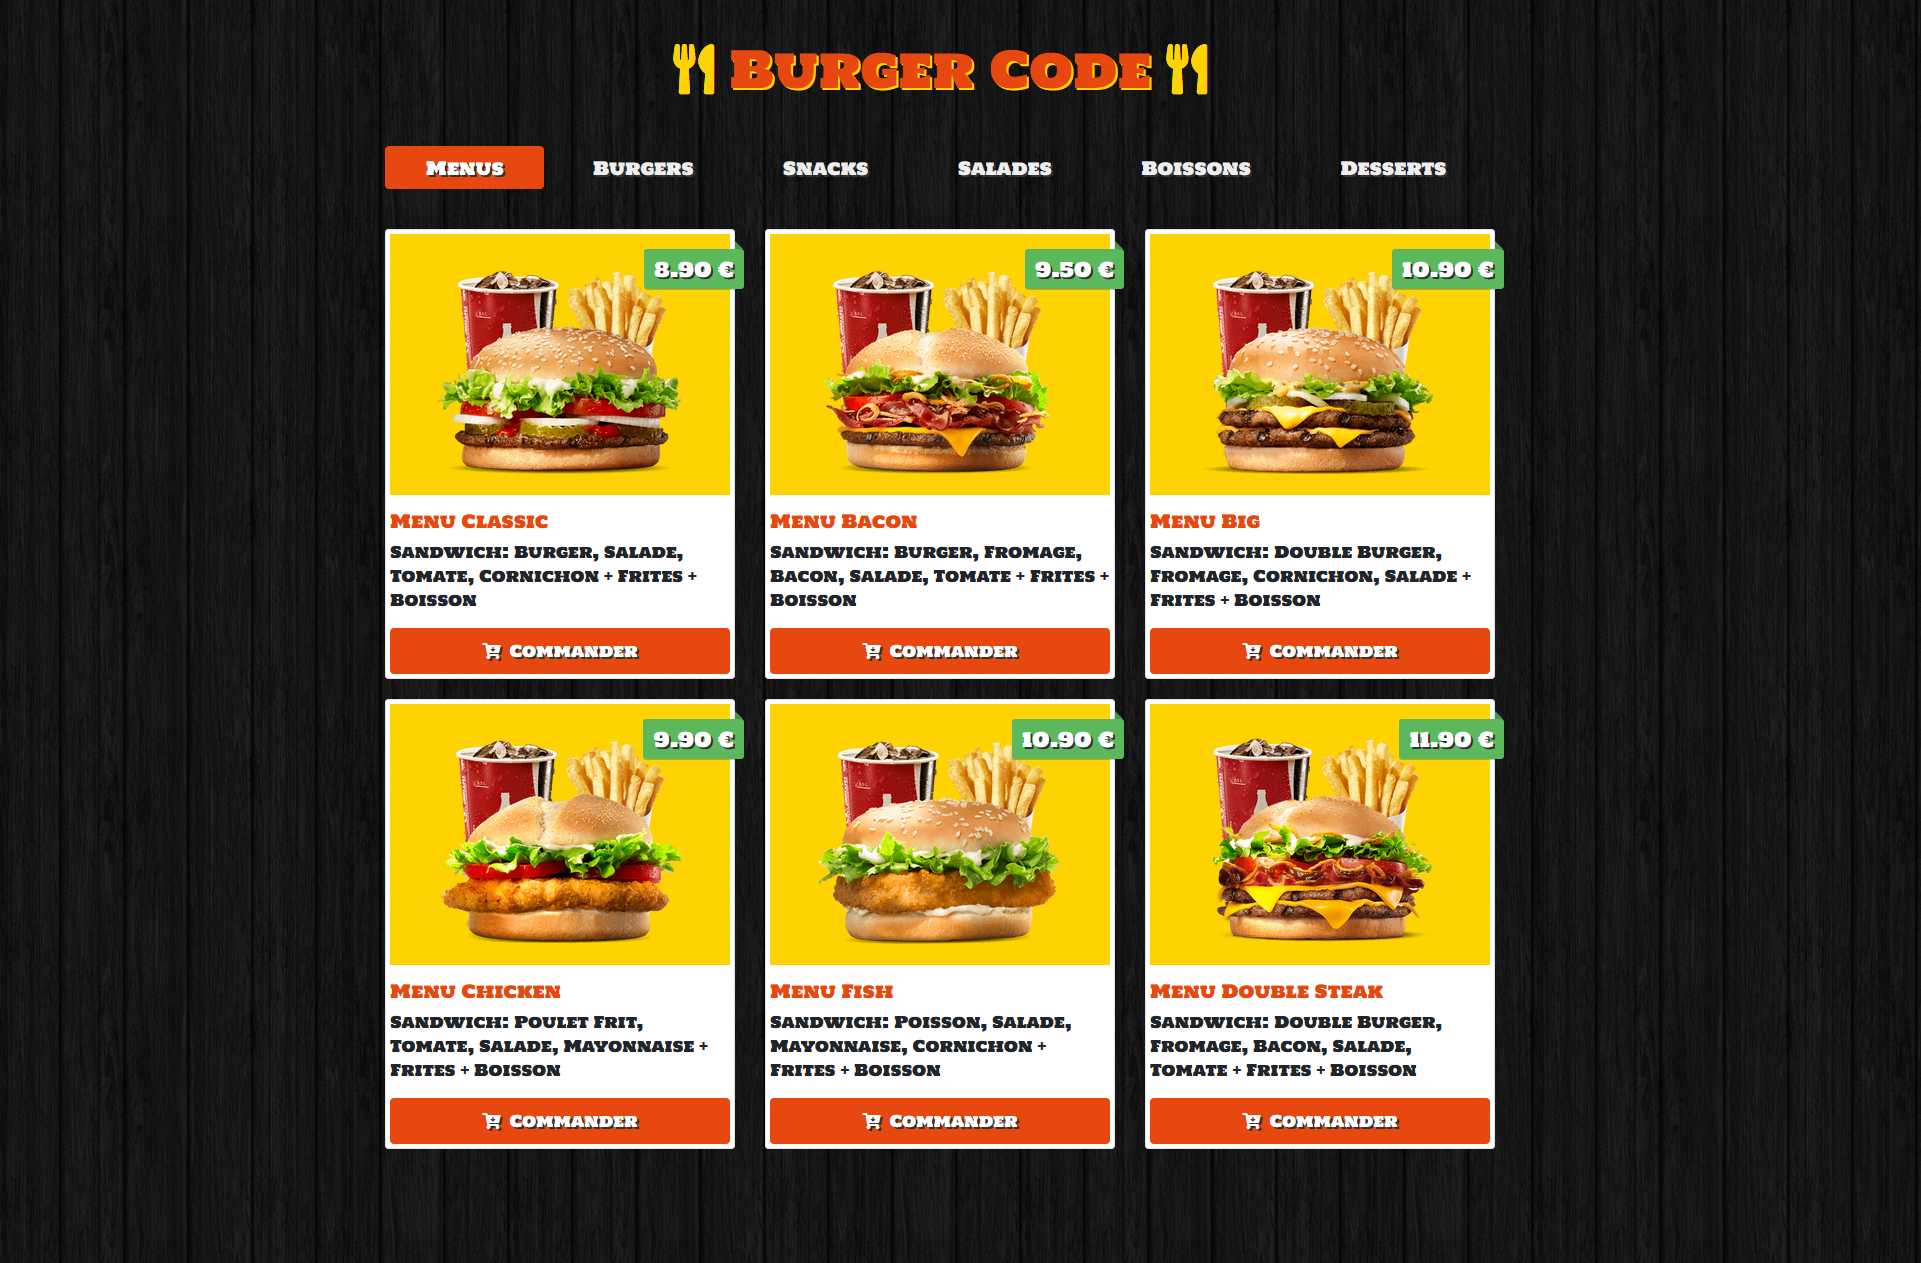 Burger Code
Menus
Burgers
Snacks
Salades
Boissons
Desserts
8.90 €
Menu Classic
Sandwich: Burger, Salade,
Tomate, Cornichon + Frites +
Boisson
Commander
9.50 €
Menu Bacon
Sandwich: Burger, Fromage,
Bacon, Salade, Tomate + Frites +
Boisson
Commander
10.90 €
Menu Big
Sandwich: Double Burger,
Fromage, Cornichon, Salade +
Frites + Boisson
Commander
9.90 €
Menu Chicken
Sandwich: Poulet Frit,
Tomate, Salade, Mayonnaise +
Frites + Boisson
Commander
10.90 €
Menu Fish
Sandwich: Poisson, Salade,
Mayonnaise, Cornichon +
Frites + Boisson
Commander
11.90 €
Menu Double Steak
Sandwich: Double Burger,
Fromage, Bacon, Salade,
Tomate + Frites + Boisson
Commander